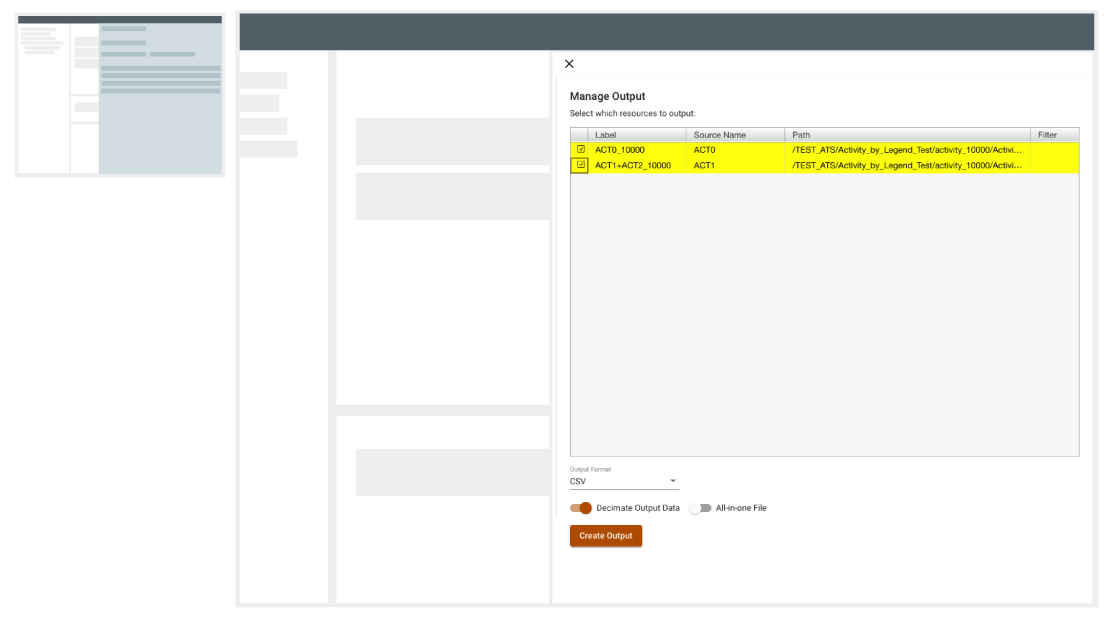 Manage Output
Select which resources to output:
Label Source Name Path Filter
ACT0_10000 ACT0 /TEST_ATS/Activity_by_Legend_Test/activity_10000/Activi...
ACT1+ACT2_10000 ACT1 /TEST_ATS/Activity_by_Legend_Test/activity_10000/Activi...
Output Format
CSV
Decimate Output Data All-in-one File
Create Output